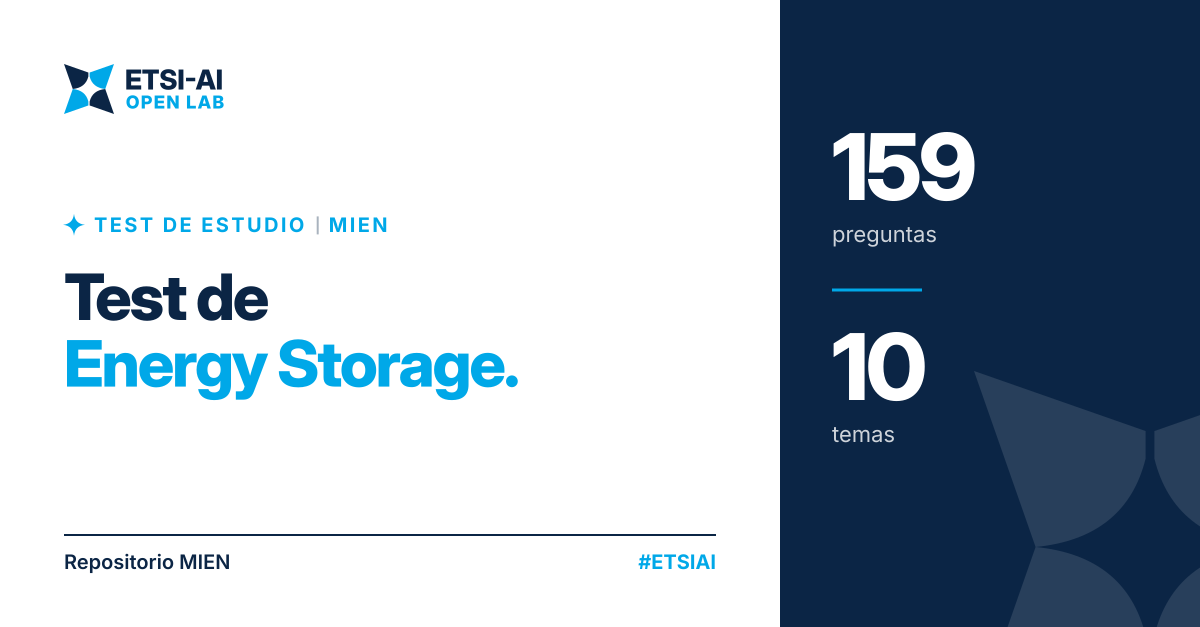 ETSI-AI
OPEN LAB
TEST DE ESTUDIO | MIEN
Test de
Energy Storage.
Repositorio MIEN
#ETSIAI
159
preguntas
10
temas